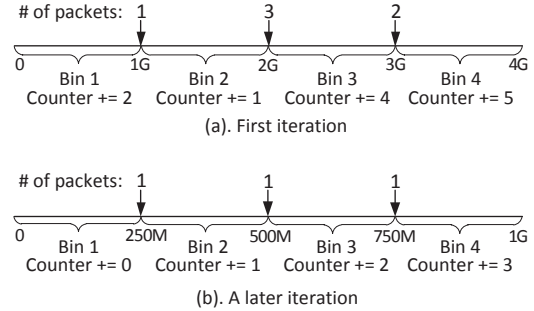 # of packets: 1 3 2
0 1G 2G 3G 4G
Bin 1 Bin 2 Bin 3 Bin 4
Counter += 2 Counter += 1 Counter += 4 Counter += 5
(a). First iteration
# of packets: 1 1 1
0 250M 500M 750M 1G
Bin 1 Bin 2 Bin 3 Bin 4
Counter += 0 Counter += 1 Counter += 2 Counter += 3
(b). A later iteration